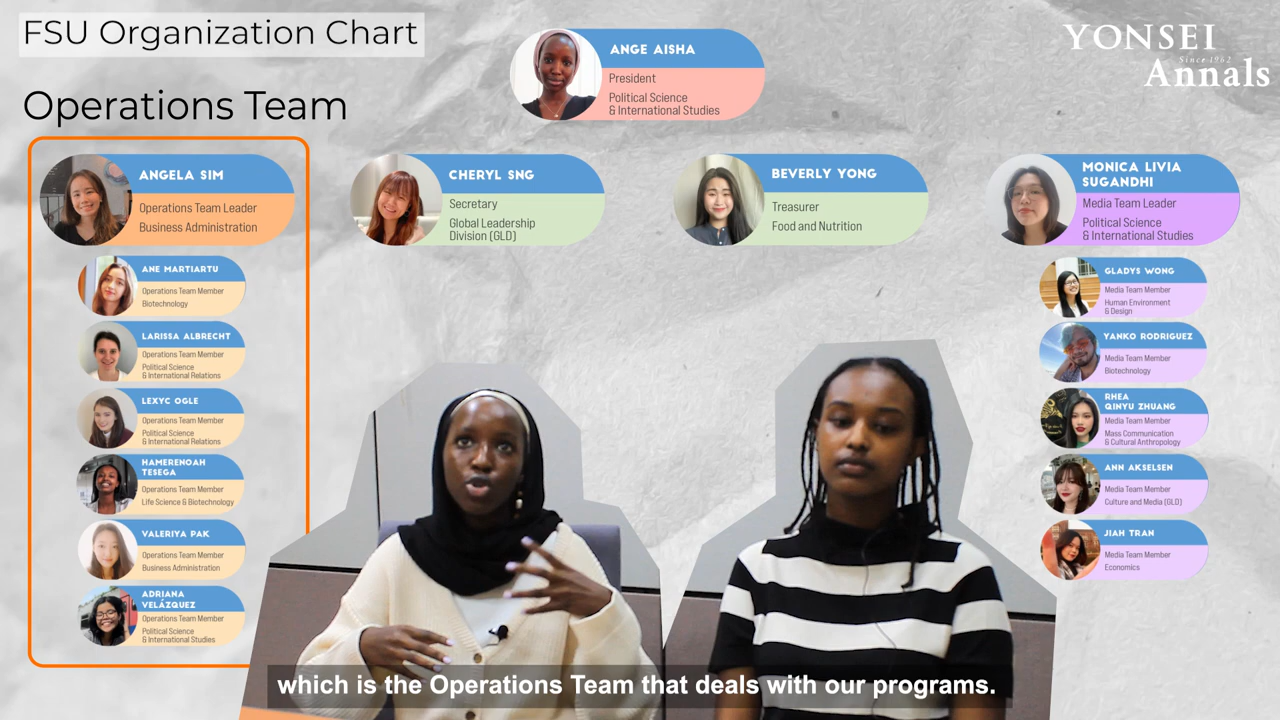 FSU Organization Chart
Operations Team
YONSEI
Since 1962
Annals
ANGE AISHA
President
Political Science
& International Studies
ANGELA SIM
Operations Team Leader
Business Administration
CHERYL SNG
Secretary
Global Leadership
Division (GLD)
BEVERLY YONG
Treasurer
Food and Nutrition
MONICA LIVIA
SUGANDHI
Media Team Leader
Political Science
& International Studies
ANE MARTIARTU
Operations Team Member
Biotechnology
LARISSA ALBRECHT
Operations Team Member
Political Science
& International Relations
LEXYC OGLE
Operations Team Member
Political Science
& International Relations
HAMERENOAH
TESEGA
Operations Team Member
Life Science & Biotechnology
VALERIYA PAK
Operations Team Member
Business Administration
ADRIANA
VELÁZQUEZ
Operations Team Member
Political Science
& International Studies
GLADYS WONG
Media Team Member
Human Environment
& Design
YANKO RODRIGUEZ
Media Team Member
Biotechnology
RHEA
QINYU ZHUANG
Media Team Member
Mass Communication
& Cultural Anthropology
ANN AKSELSEN
Media Team Member
Culture and Media (GLD)
JIAH TRAN
Media Team Member
Economics
which is the Operations Team that deals with our programs.